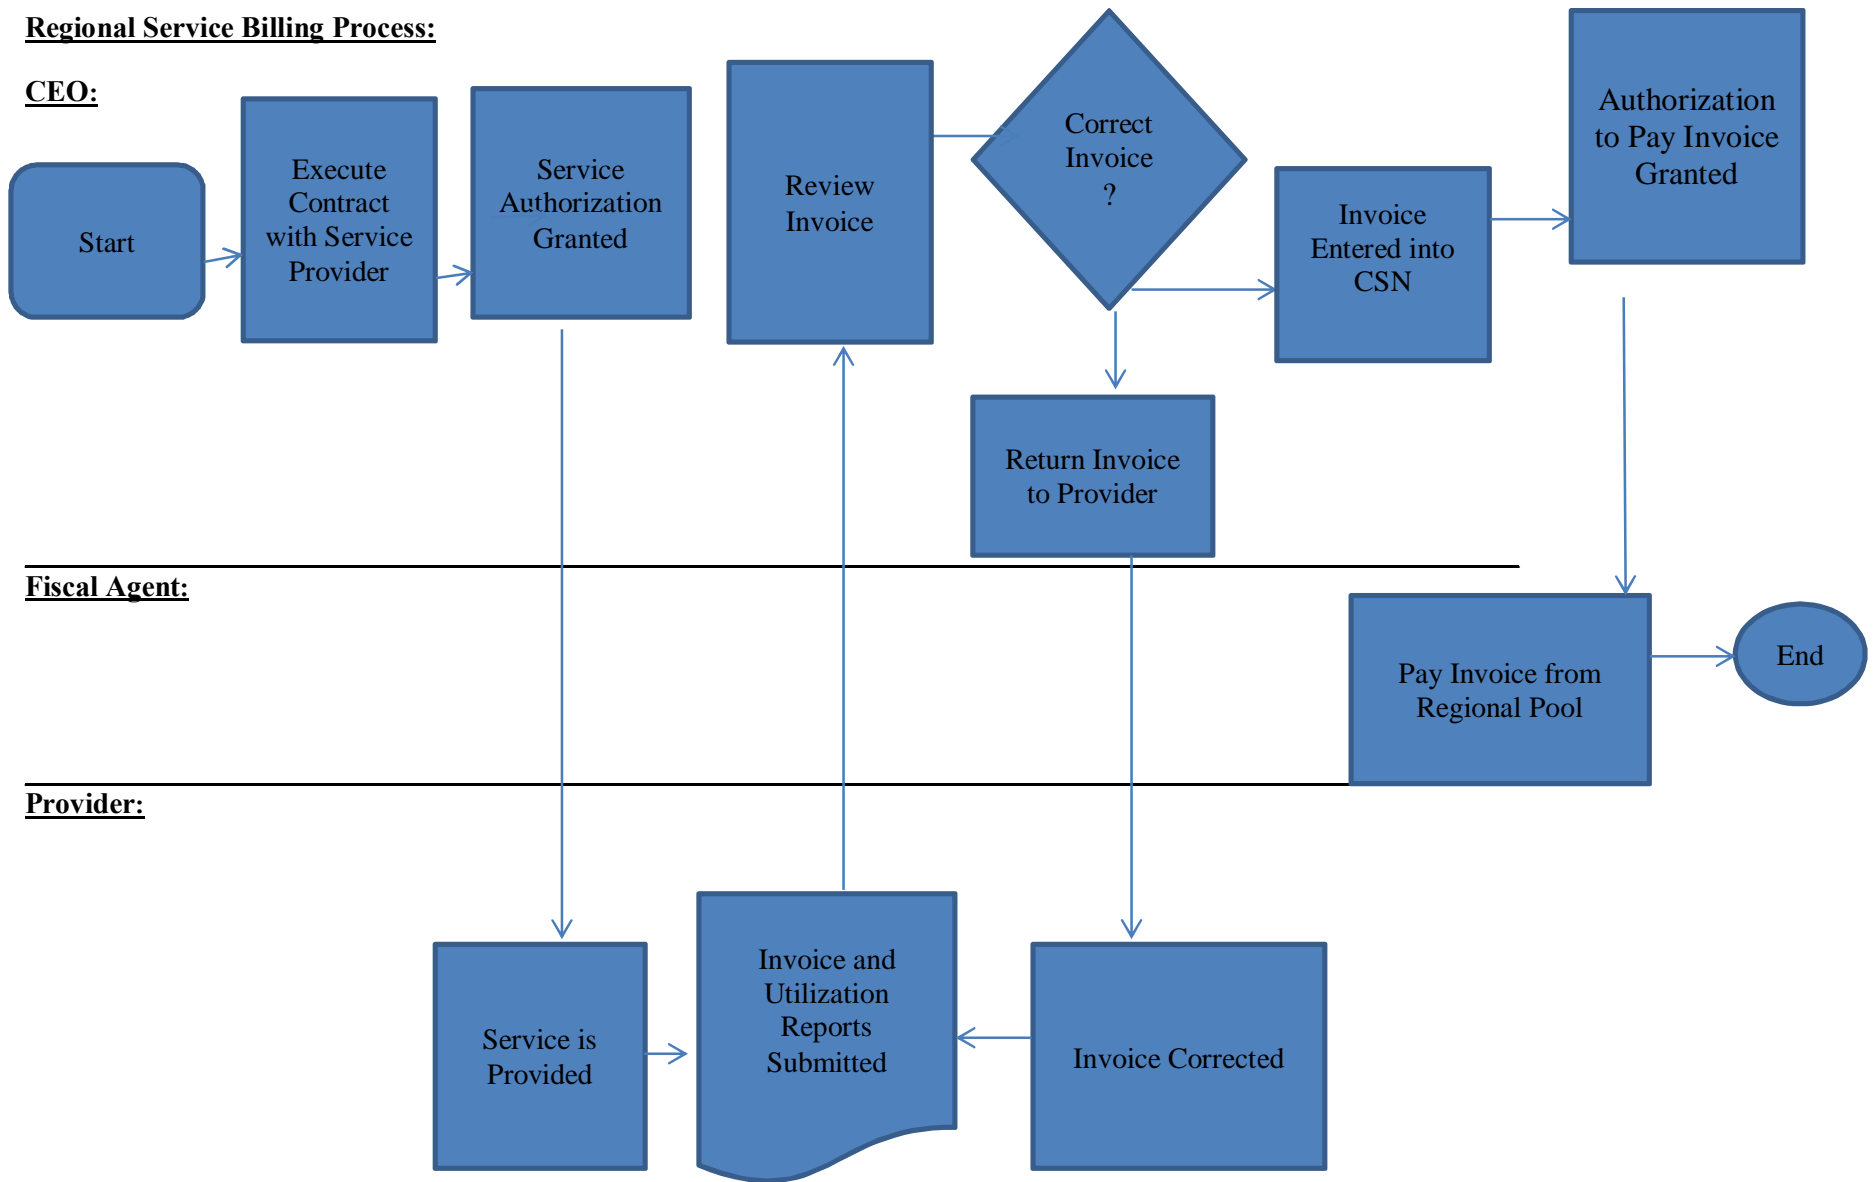 Regional Service Billing Process:
CEO:
Start
Execute
Contract
with Service
Provider
Service
Authorization
Granted
Review
Invoice
Correct
Invoice
?
Invoice
Entered into
CSN
Authorization
to Pay Invoice
Granted
Return Invoice
to Provider
Fiscal Agent:
Pay Invoice from
Regional Pool
End
Provider:
Service is
Provided
Invoice and
Utilization
Reports
Submitted
Invoice Corrected